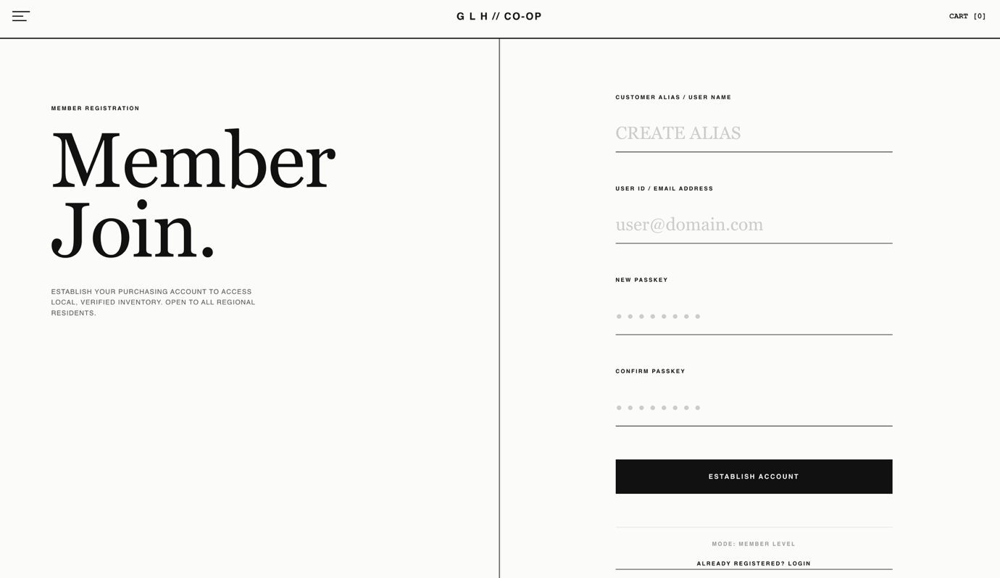 G L H // CO-OP
CART [0]
MEMBER REGISTRATION
Member
Join.
ESTABLISH YOUR PURCHASING ACCOUNT TO ACCESS
LOCAL, VERIFIED INVENTORY. OPEN TO ALL REGIONAL
RESIDENTS.
CUSTOMER ALIAS / USER NAME
CREATE ALIAS
USER ID / EMAIL ADDRESS
user@domain.com
NEW PASSKEY
••••••••
CONFIRM PASSKEY
••••••••
ESTABLISH ACCOUNT
MODE: MEMBER LEVEL
ALREADY REGISTERED? LOGIN